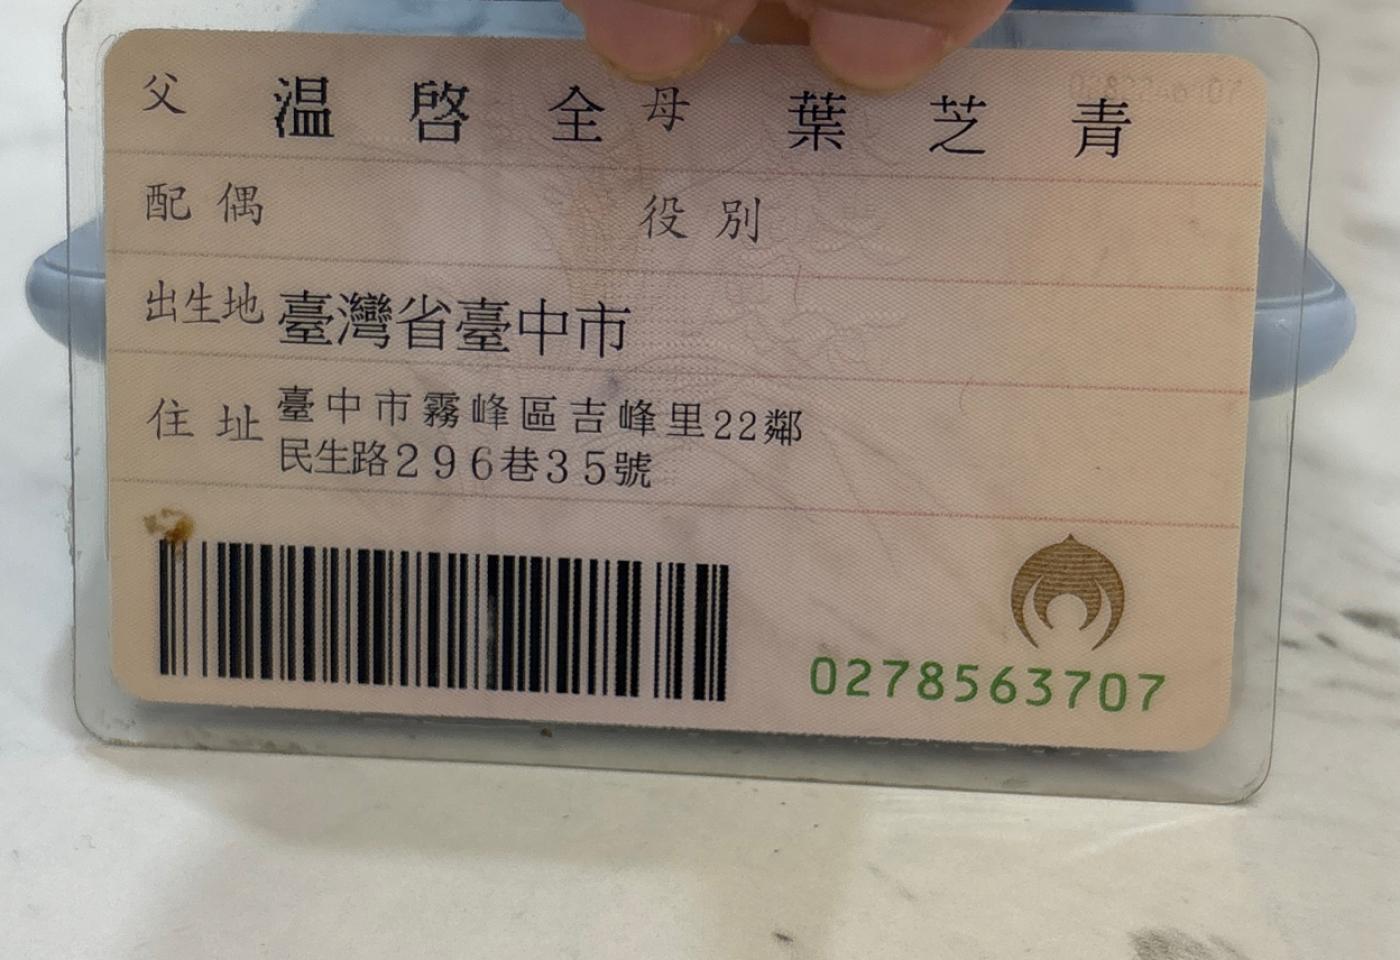 父 温啓全 母 葉芝青
配偶 役別
出生地 臺灣省臺中市
住址 臺中市霧峰區吉峰里22鄰
民生路296巷35號
0278563707